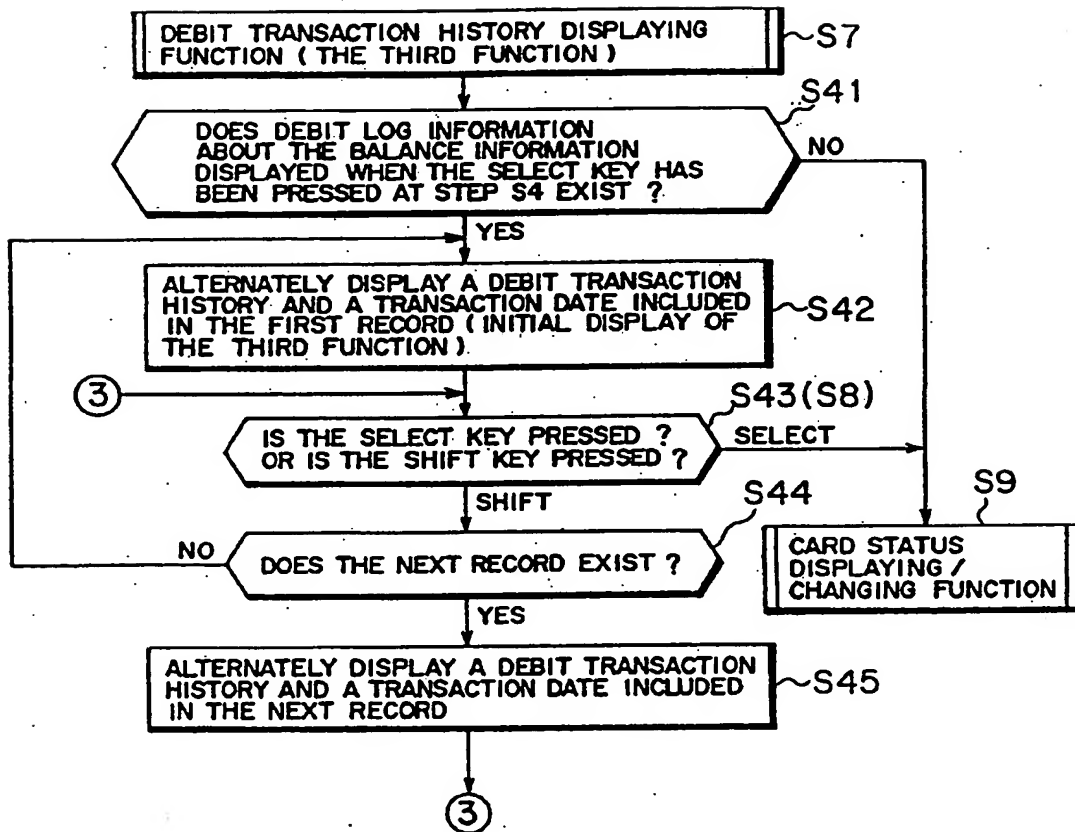 DEBIT TRANSACTION HISTORY DISPLAYING
FUNCTION ( THE THIRD FUNCTION )
S7
S41
DOES DEBIT LOG INFORMATION
ABOUT THE BALANCE INFORMATION
DISPLAYED WHEN THE SELECT KEY HAS
BEEN PRESSED AT STEP S4 EXIST ?
NO
YES
ALTERNATELY DISPLAY A DEBIT TRANSACTION
HISTORY AND A TRANSACTION DATE INCLUDED
IN THE FIRST RECORD ( INITIAL DISPLAY OF
THE THIRD FUNCTION )
S42
3
S43(S8)
IS THE SELECT KEY PRESSED ?
OR IS THE SHIFT KEY PRESSED ?
SELECT
SHIFT
S44
NO
DOES THE NEXT RECORD EXIST ?
S9
CARD STATUS
DISPLAYING /
CHANGING FUNCTION
YES
ALTERNATELY DISPLAY A DEBIT TRANSACTION
HISTORY AND A TRANSACTION DATE INCLUDED
IN THE NEXT RECORD
S45
3